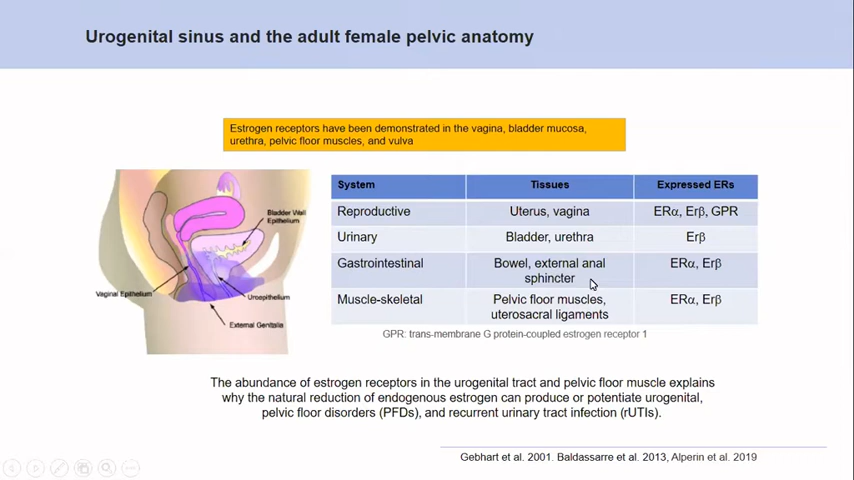 Urogenital sinus and the adult female pelvic anatomy
Estrogen receptors have been demonstrated in the vagina, bladder mucosa,
urethra, pelvic floor muscles, and vulva
Bladder Wall
Epithelium
Vaginal Epithelium
Uroepithelium
External Genitalia
System Tissues Expressed ERs
Reproductive Uterus, vagina ERα, Erβ, GPR
Urinary Bladder, urethra Erβ
Gastrointestinal Bowel, external anal
sphincter ERα, Erβ
Muscle-skeletal Pelvic floor muscles,
uterosacral ligaments ERα, Erβ
GPR: trans-membrane G protein-coupled estrogen receptor 1
The abundance of estrogen receptors in the urogenital tract and pelvic floor muscle explains
why the natural reduction of endogenous estrogen can produce or potentiate urogenital,
pelvic floor disorders (PFDs), and recurrent urinary tract infection (rUTIs).
Gebhart et al. 2001. Baldassarre et al. 2013, Alperin et al. 2019